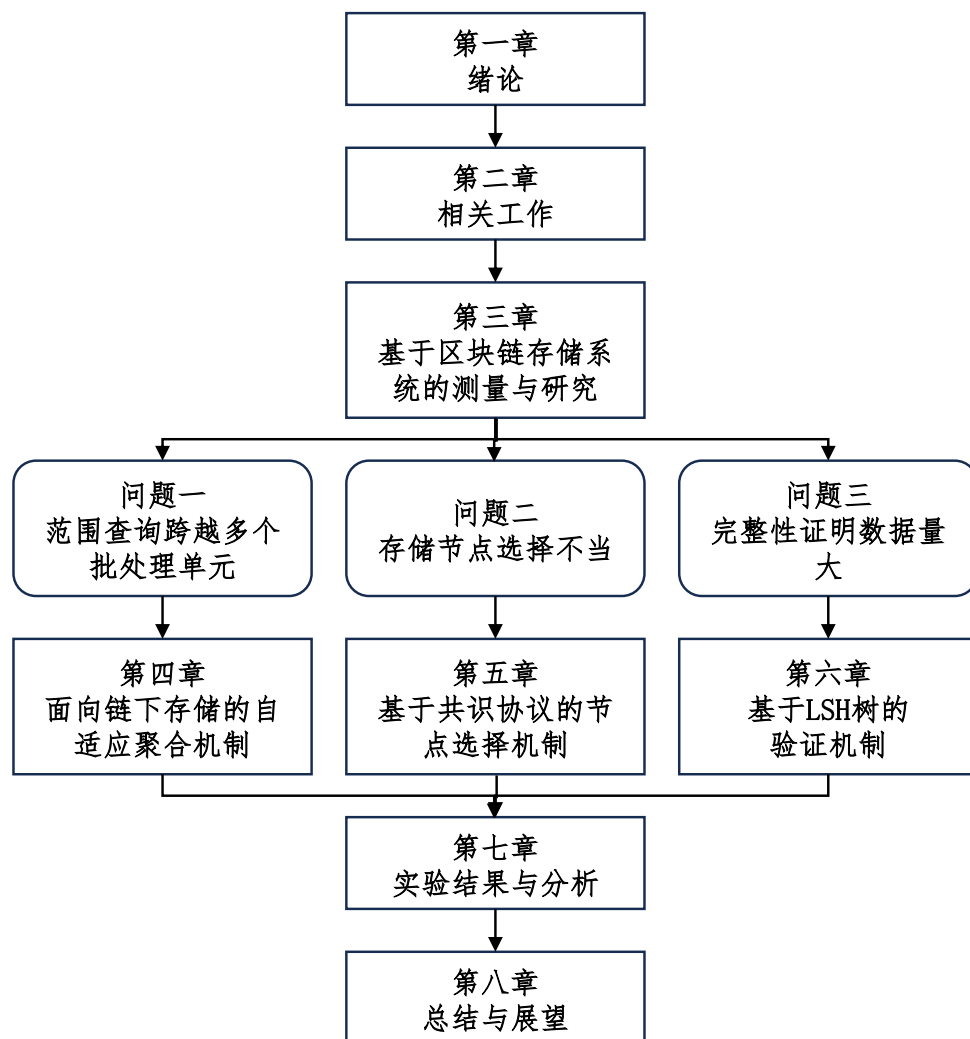 第一章
绪论
第二章
相关工作
第三章
基于区块链存储系
统的测量与研究
问题一
范围查询跨越多个
批处理单元
问题二
存储节点选择不当
问题三
完整性证明数据量
大
第四章
面向链下存储的自
适应聚合机制
第五章
基于共识协议的节
点选择机制
第六章
基于LSH树的
验证机制
第七章
实验结果与分析
第八章
总结与展望